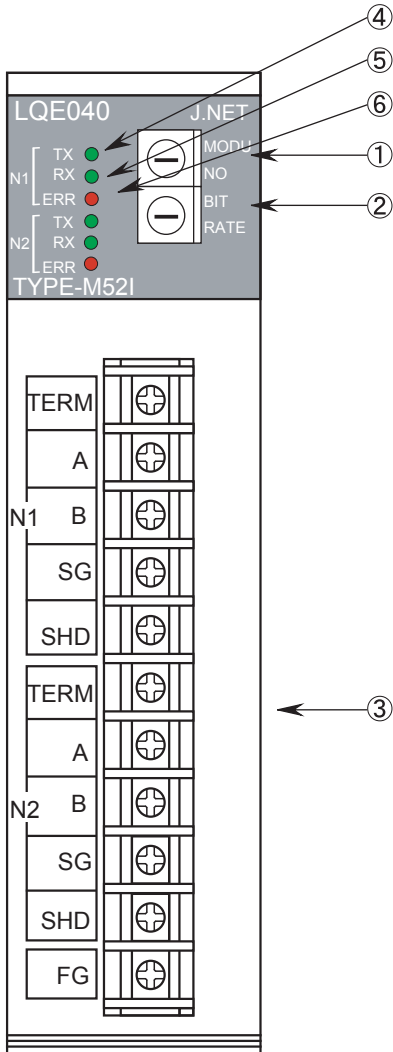 ④
⑤
⑥
LQE040 J.NET
TX MODU
①
N1 RX NO
ERR BIT
②
TX RATE
N2 RX
ERR
TYPE-M52I
TERM
A
N1 B
SG
SHD
TERM
③
A
N2 B
SG
SHD
FG